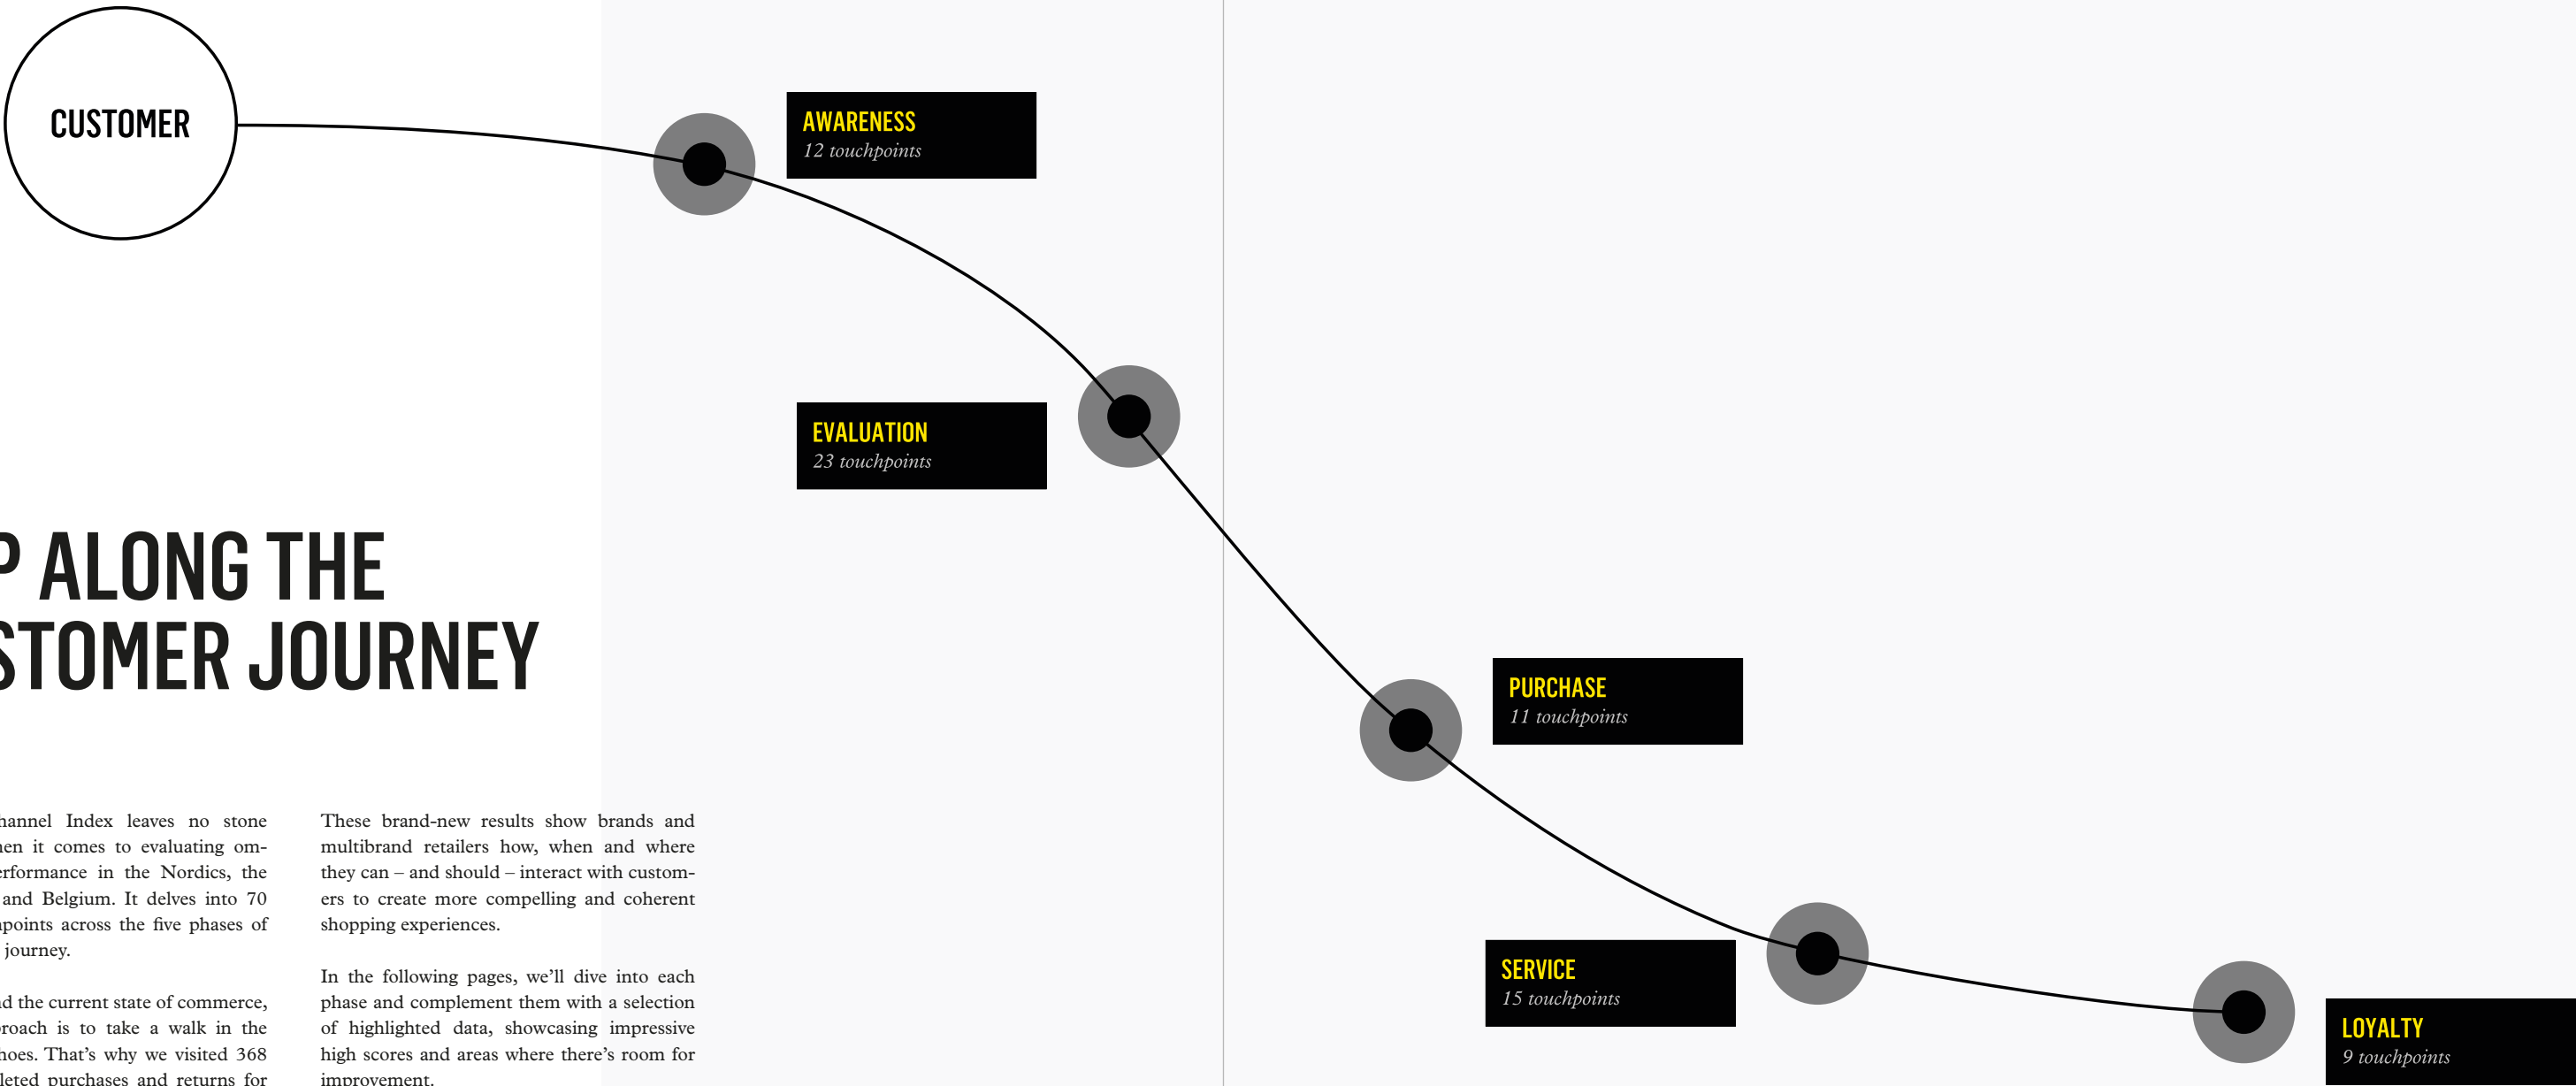 CUSTOMER
AWARENESS
12 touchpoints
EVALUATION
23 touchpoints
P ALONG THE
STOMER JOURNEY
PURCHASE
11 touchpoints
SERVICE
15 touchpoints
LOYALTY
9 touchpoints
hannel Index leaves no stone
en it comes to evaluating om-
erformance in the Nordics, the
and Belgium. It delves into 70
points across the five phases of
journey.
d the current state of commerce,
roach is to take a walk in the
hoes. That’s why we visited 368
leted purchases and returns for
These brand-new results show brands and
multibrand retailers how, when and where
they can – and should – interact with custom-
ers to create more compelling and coherent
shopping experiences.
In the following pages, we’ll dive into each
phase and complement them with a selection
of highlighted data, showcasing impressive
high scores and areas where there’s room for
improvement.